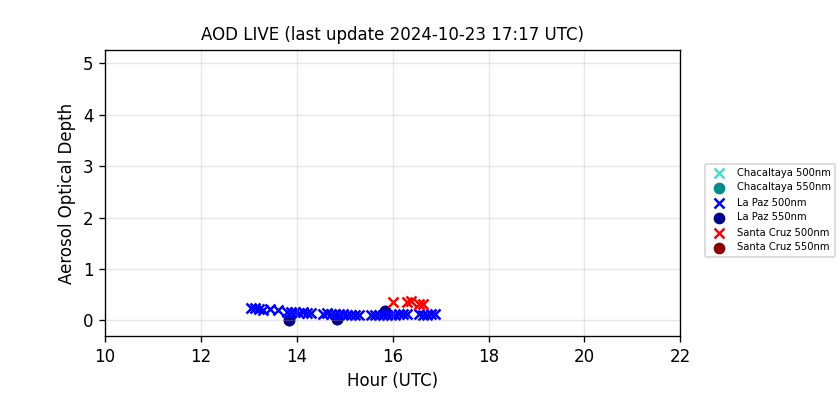 AOD LIVE (last update 2024-10-23 17:17 UTC)
Aerosol Optical Depth
5
4
3
2
1
0
10 12 14 16 18 20 22
Hour (UTC)
Chacaltaya 500nm
Chacaltaya 550nm
La Paz 500nm
La Paz 550nm
Santa Cruz 500nm
Santa Cruz 550nm